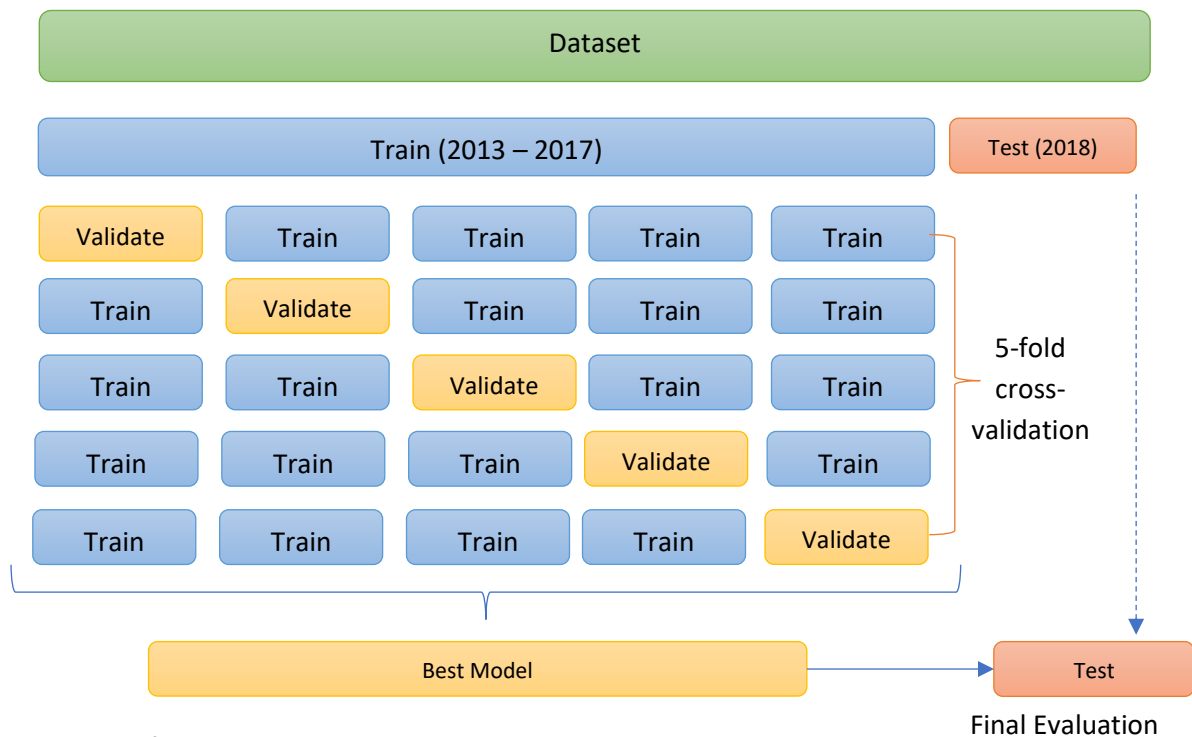 Dataset
Train (2013 – 2017)
Test (2018)
Validate
Train
Train
Train
Train
Train
Validate
Train
Train
Train
Train
Train
Validate
Train
Train
Train
Train
Train
Validate
Train
Train
Train
Train
Train
Validate
5-fold
cross-
validation
Best Model
Test
Final Evaluation